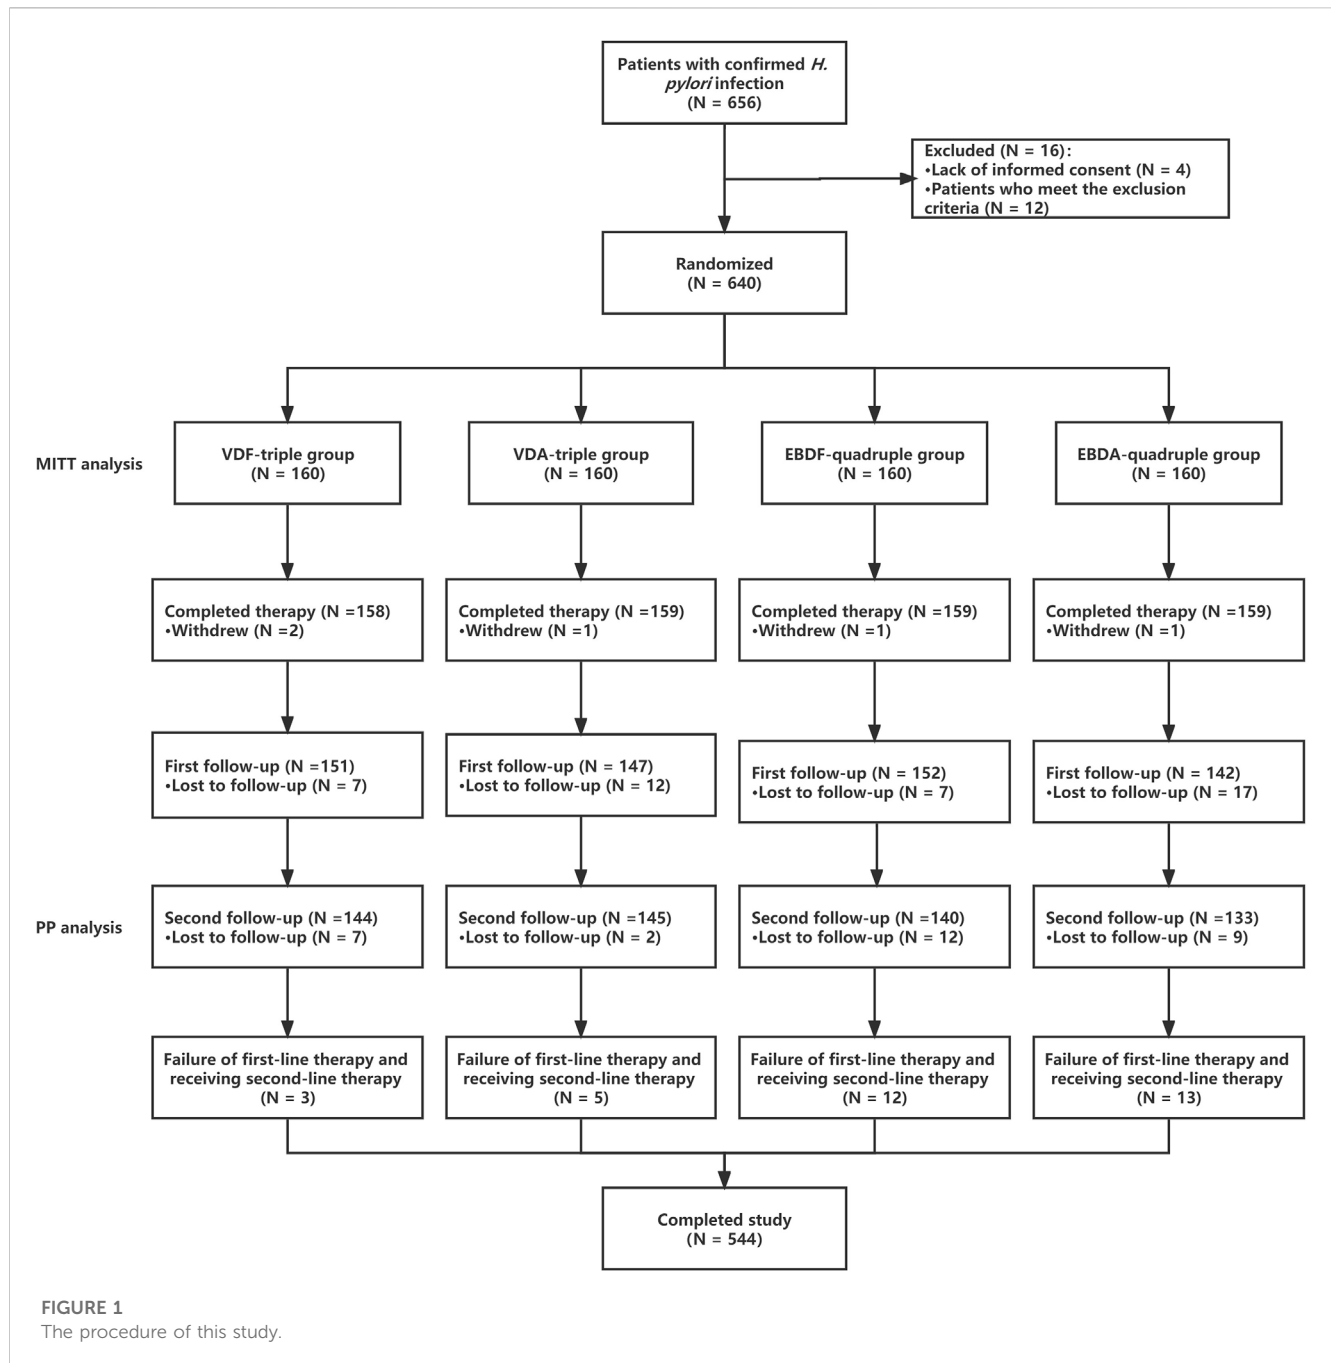 Patients with confirmed H.
pylori infection
(N = 656)
Excluded (N = 16):
•Lack of informed consent (N = 4)
•Patients who meet the exclusion
criteria (N = 12)
Randomized
(N = 640)
MITT analysis
VDF-triple group
(N = 160)
VDA-triple group
(N = 160)
EBDF-quadruple group
(N = 160)
EBDA-quadruple group
(N = 160)
Completed therapy (N =158)
•Withdrew (N =2)
Completed therapy (N =159)
•Withdrew (N =1)
Completed therapy (N =159)
•Withdrew (N =1)
Completed therapy (N =159)
•Withdrew (N =1)
First follow-up (N =151)
•Lost to follow-up (N = 7)
First follow-up (N = 147)
•Lost to follow-up (N = 12)
First follow-up (N = 152)
•Lost to follow-up (N = 7)
First follow-up (N = 142)
•Lost to follow-up (N = 17)
PP analysis
Second follow-up (N =144)
•Lost to follow-up (N = 7)
Second follow-up (N =145)
•Lost to follow-up (N = 2)
Second follow-up (N =140)
•Lost to follow-up (N = 12)
Second follow-up (N =133)
•Lost to follow-up (N = 9)
Failure of first-line therapy and
receiving second-line therapy
(N = 3)
Failure of first-line therapy and
receiving second-line therapy
(N = 5)
Failure of first-line therapy and
receiving second-line therapy
(N = 12)
Failure of first-line therapy and
receiving second-line therapy
(N = 13)
Completed study
(N = 544)
FIGURE 1
The procedure of this study.